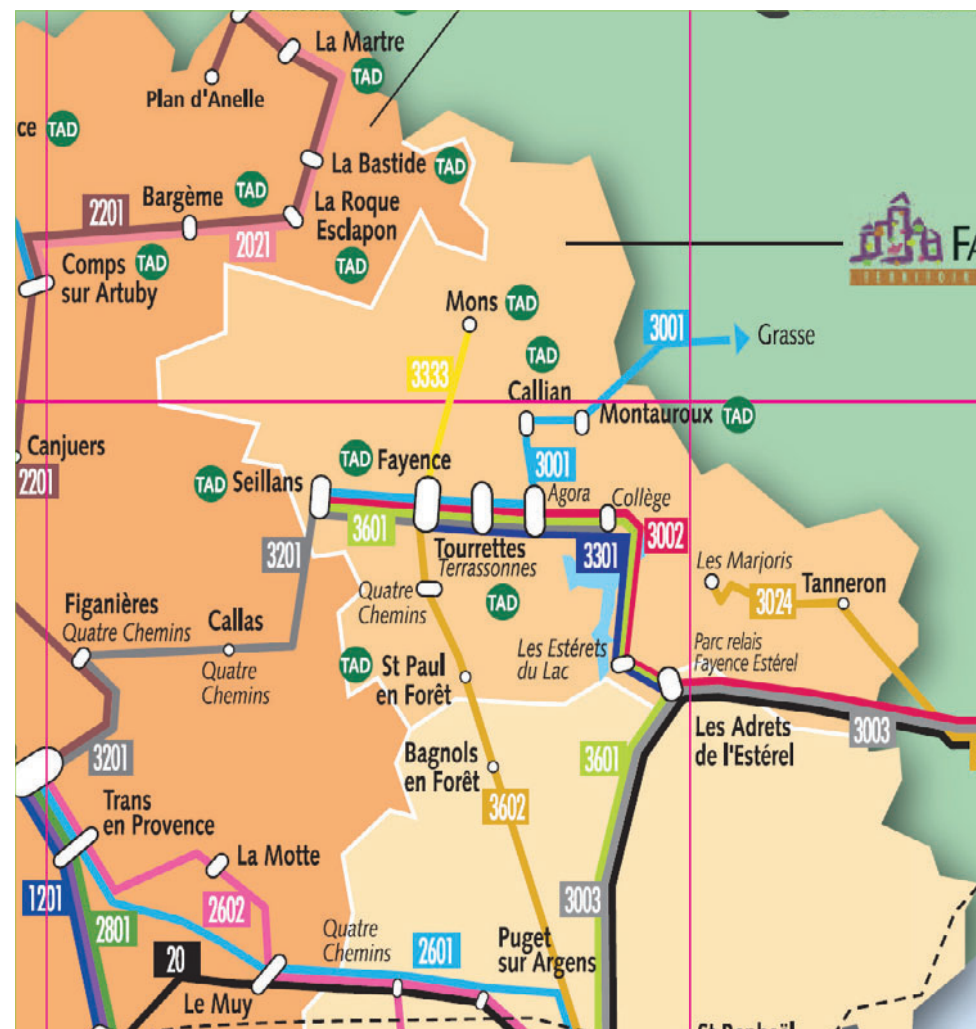 La Martre
TAD
Plan d'Anelle
ce TAD
La Bastide TAD
Bargème TAD
2201
La Roque
Esclapon
2021
TAD
Comps TAD
sur Artuby
FA
Mons TAD
3001
Grasse
TAD
3333
Callian
Montauroux TAD
Canjuers
2201
TAD Fayence
TAD Seillans
3001
Agora
Collège
3601
3002
3201
Tourrettes
Terrassonnes
3301
Quatre
Chemins
TAD
Les Marjoris
3024
Tanneron
Figanières
Quatre Chemins
Callas
Quatre
Chemins
Les Estérets
du Lac
Parc relais
Fayence Estérel
TAD St Paul
en Forêt
3201
Bagnols
en Forêt
3601
Les Adrets
de l'Estérel
3003
Trans
en Provence
3602
La Motte
1201
2602
3003
2801
Quatre
Chemins
2601
Puget
sur Argens
20
Le Muy